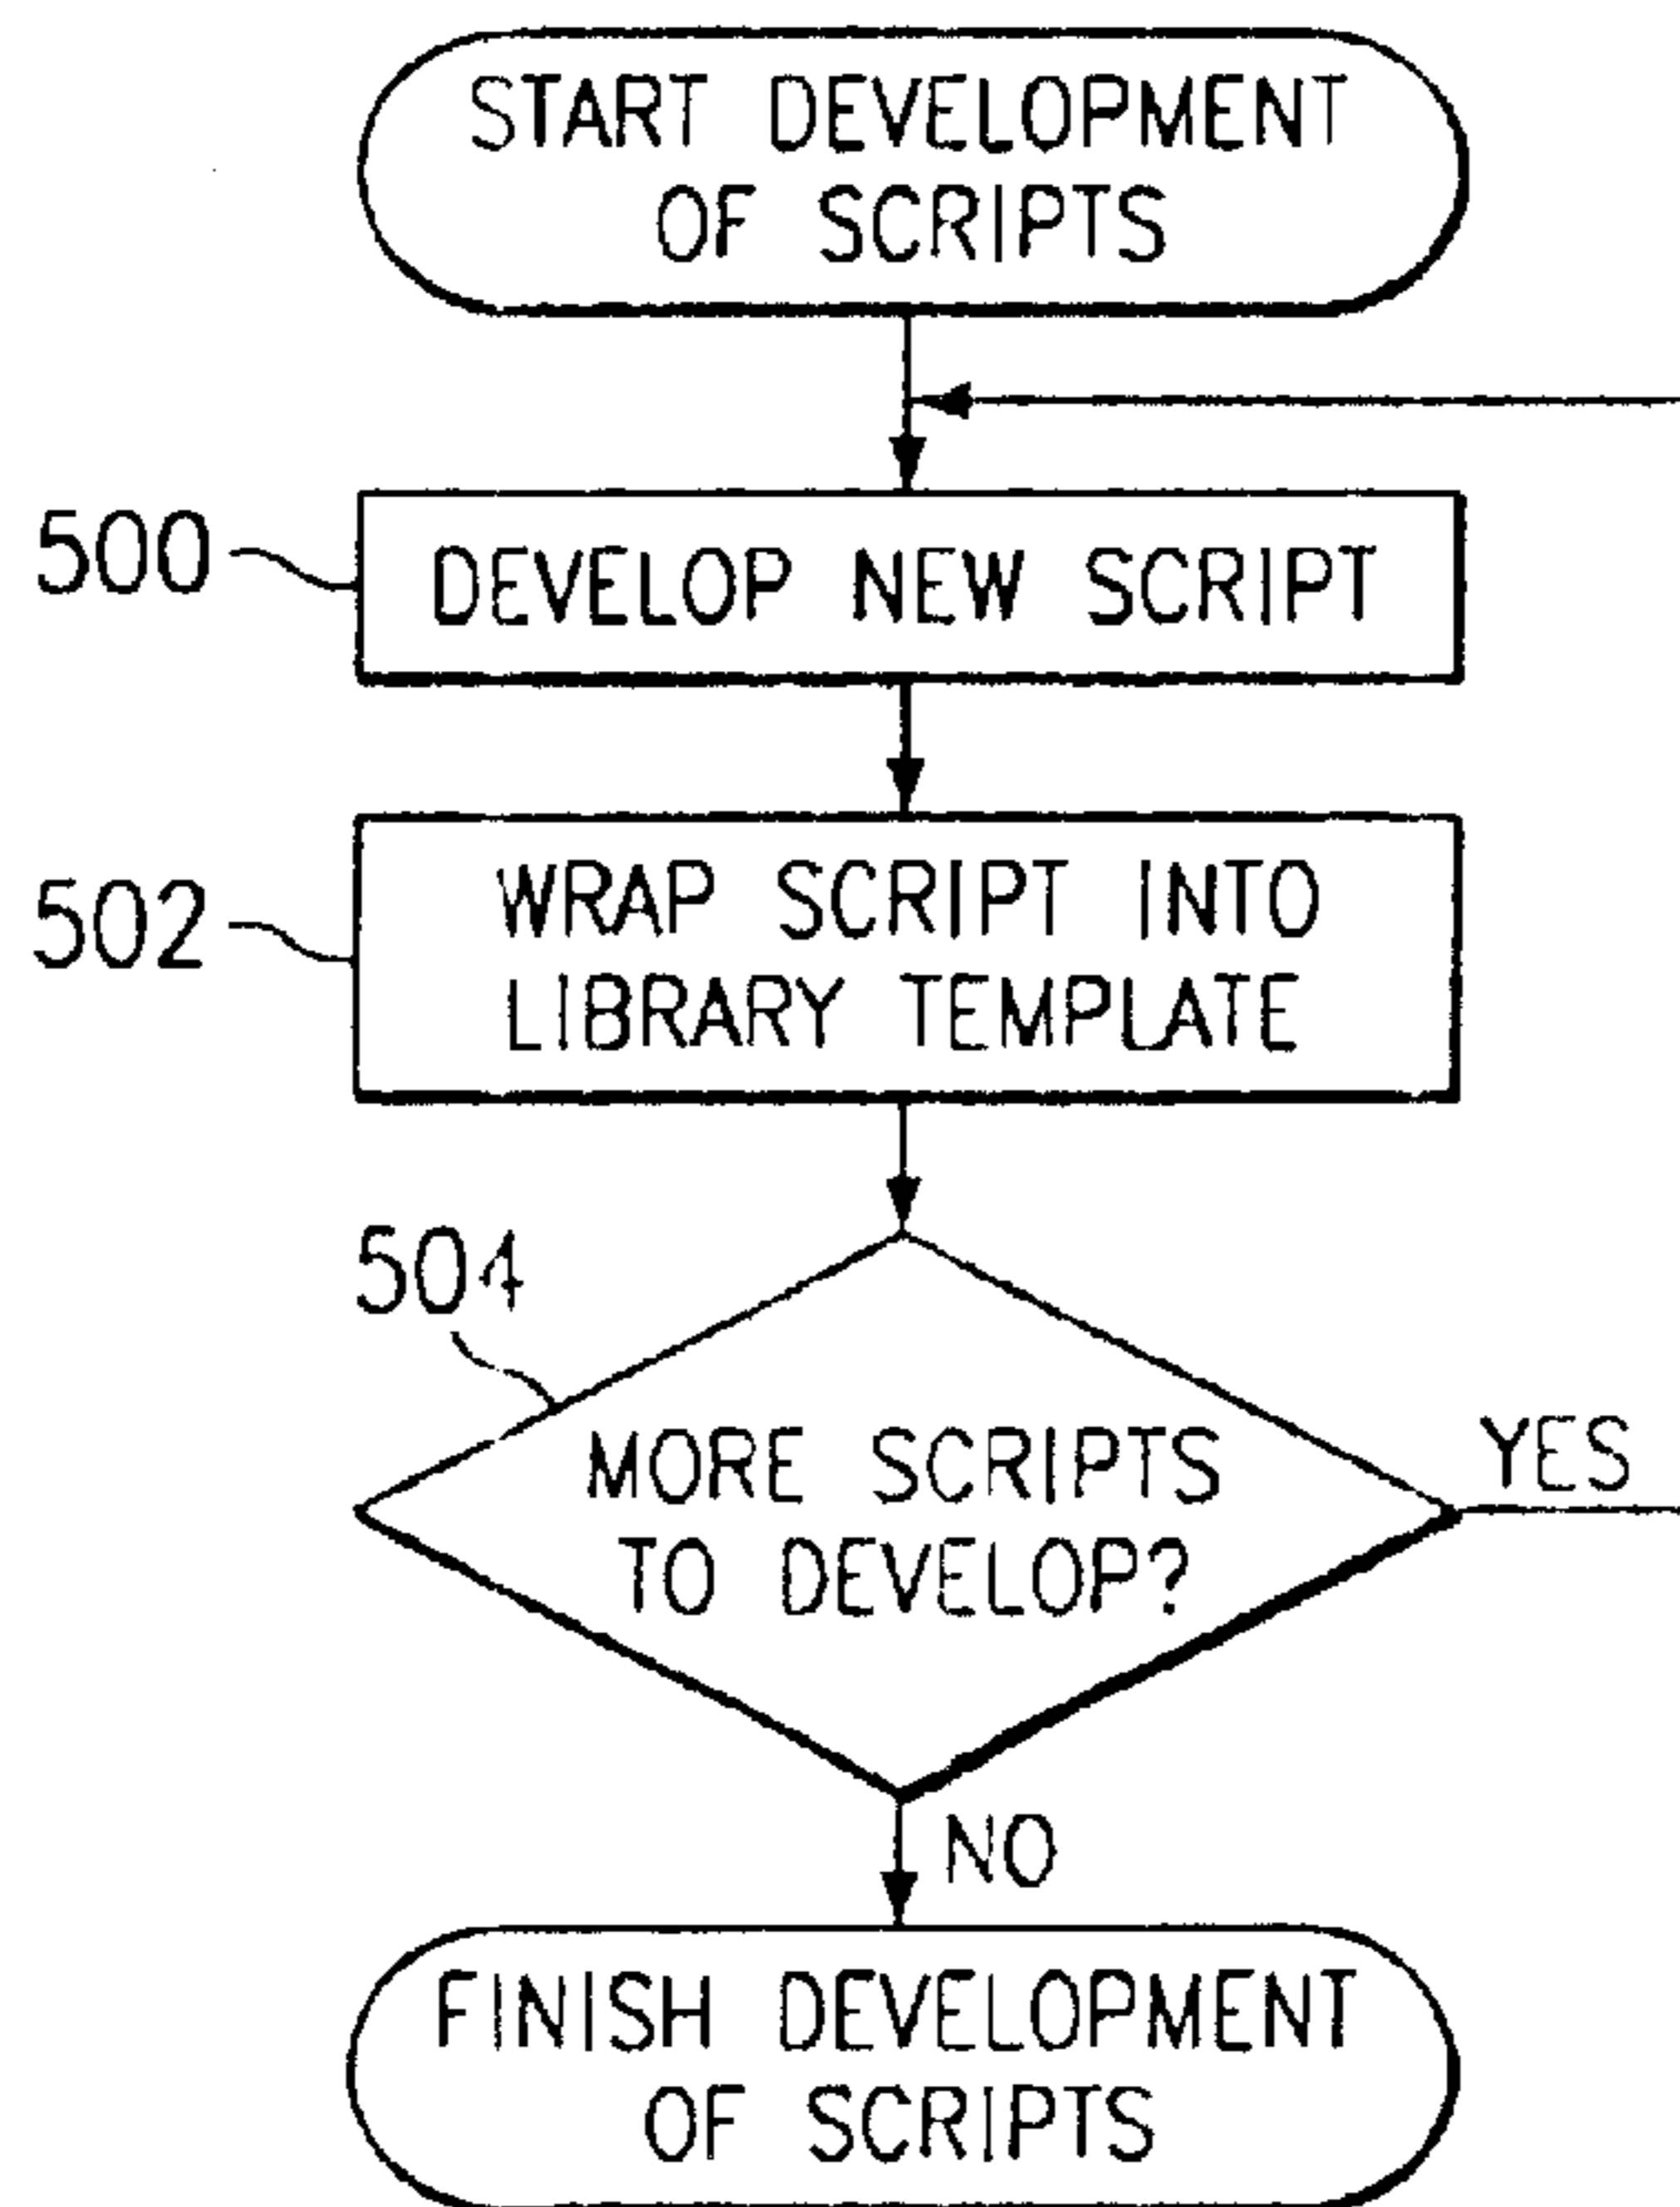 START DEVELOPMENT
OF SCRIPTS
500
DEVELOP NEW SCRIPT
502
WRAP SCRIPT INTO
LIBRARY TEMPLATE
504
MORE SCRIPTS
TO DEVELOP?
YES
NO
FINISH DEVELOPMENT
OF SCRIPTS